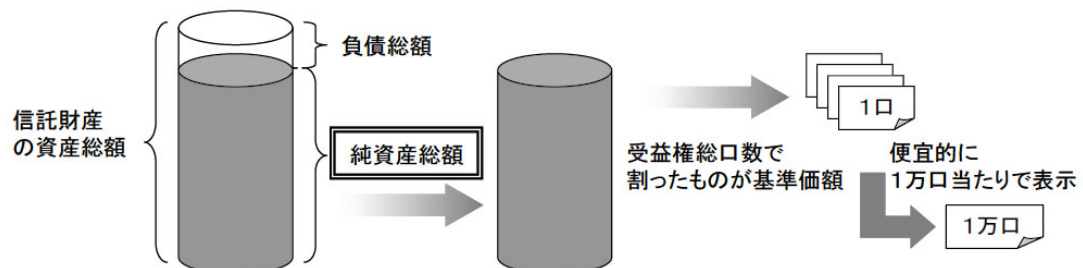 負債総額
信託財産
の資産総額
純資産総額
受益権総口数で
割ったものが基準価額
1口
便宜的に
1万口当たりで表示
1万口